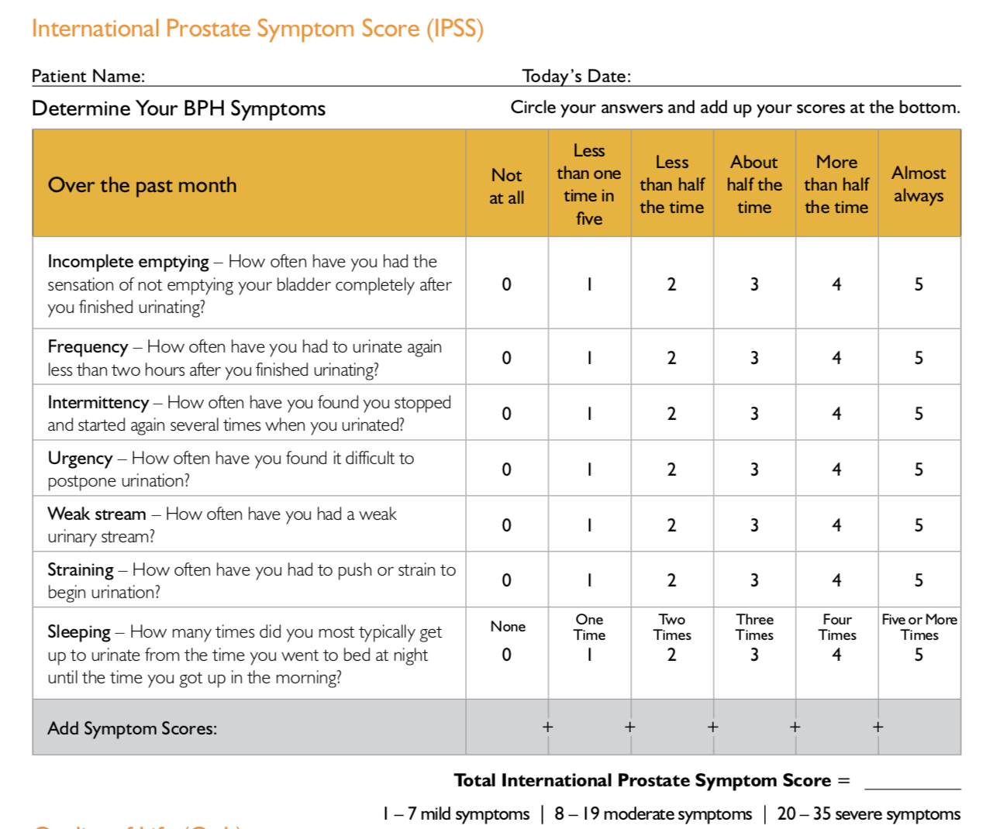 International Prostate Symptom Score (IPSS)
Patient Name: Today's Date:
Determine Your BPH Symptoms Circle your answers and add up your scores at the bottom.
Over the past month
Not
at all
Less
than one
time in
five
Less
than half
the time
About
half the
time
More
than half
the time
Almost
always
Incomplete emptying – How often have you had the
sensation of not emptying your bladder completely after
you finished urinating?
0 1 2 3 4 5
Frequency – How often have you had to urinate again
less than two hours after you finished urinating?
0 1 2 3 4 5
Intermittency – How often have you found you stopped
and started again several times when you urinated?
0 1 2 3 4 5
Urgency – How often have you found it difficult to
postpone urination?
0 1 2 3 4 5
Weak stream – How often have you had a weak
urinary stream?
0 1 2 3 4 5
Straining – How often have you had to push or strain to
begin urination?
0 1 2 3 4 5
Sleeping – How many times did you most typically get
up to urinate from the time you went to bed at night
until the time you got up in the morning?
None
0
One
Time
1
Two
Times
2
Three
Times
3
Four
Times
4
Five or More
Times
5
Add Symptom Scores: + + + + +
Total International Prostate Symptom Score =
1 – 7 mild symptoms | 8 – 19 moderate symptoms | 20 – 35 severe symptoms